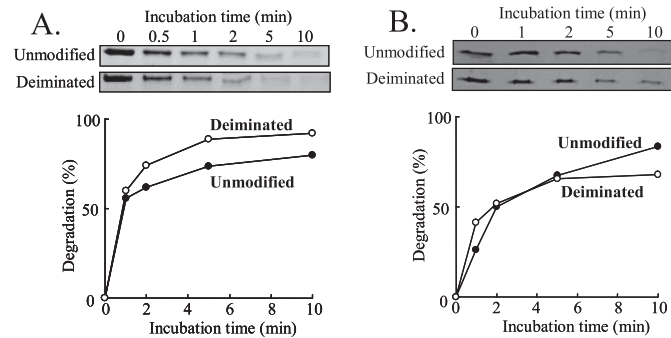 A.
Incubation time (min)
0 0.5 1 2 5 10
Unmodified
Deiminated
100
50
0
Degradation (%)
Deiminated
Unmodified
0 2 4 6 8 10
Incubation time (min)
B.
Incubation time (min)
0 1 2 5 10
Unmodified
Deiminated
100
50
0
Degradation (%)
Unmodified
Deiminated
0 2 4 6 8 10
Incubation time (min)